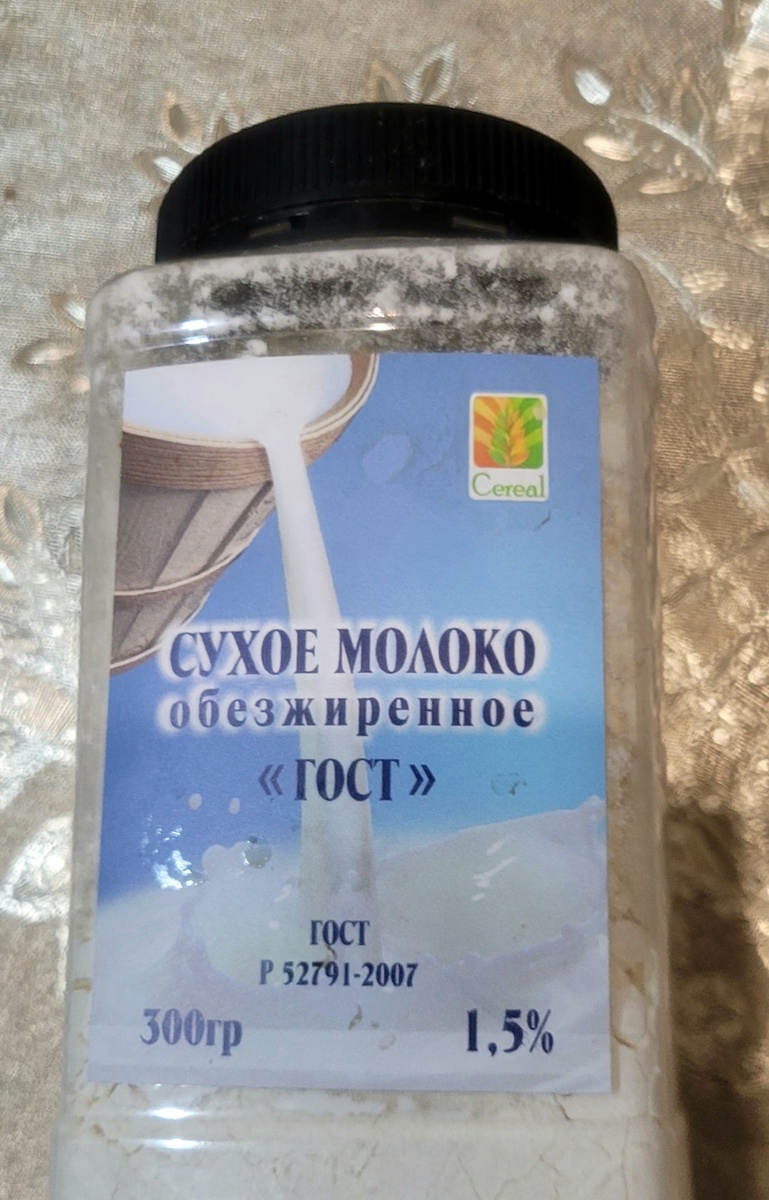 Cereal
СУХОЕ МОЛОКО
обезжиренное
«ГОСТ»
ГОСТ
Р 52791-2007
300гр
1,5%